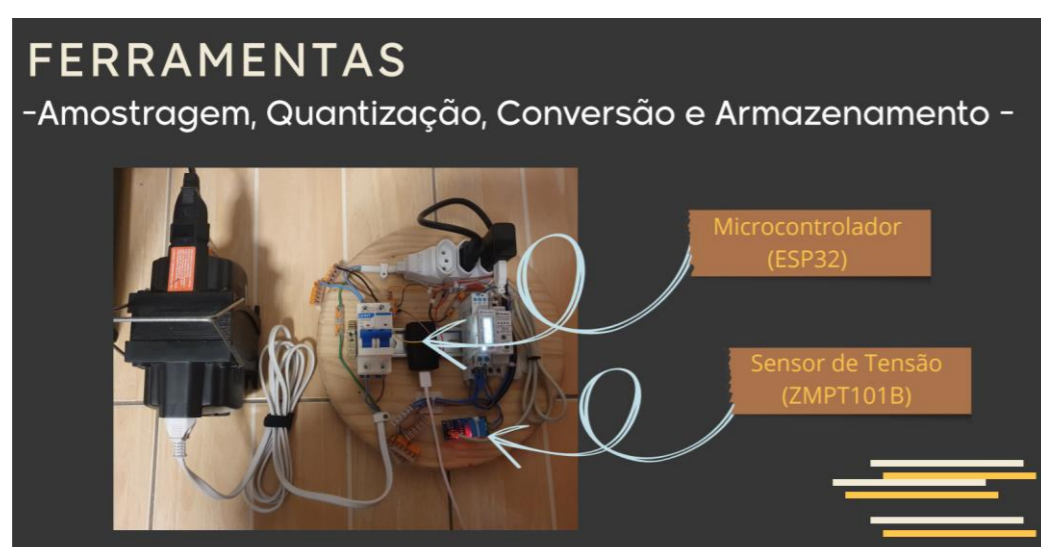 FERRAMENTAS
-Amostragem, Quantização, Conversão e Armazenamento -
Microcontrolador
(ESP32)
Sensor de Tensão
(ZMPT101B)